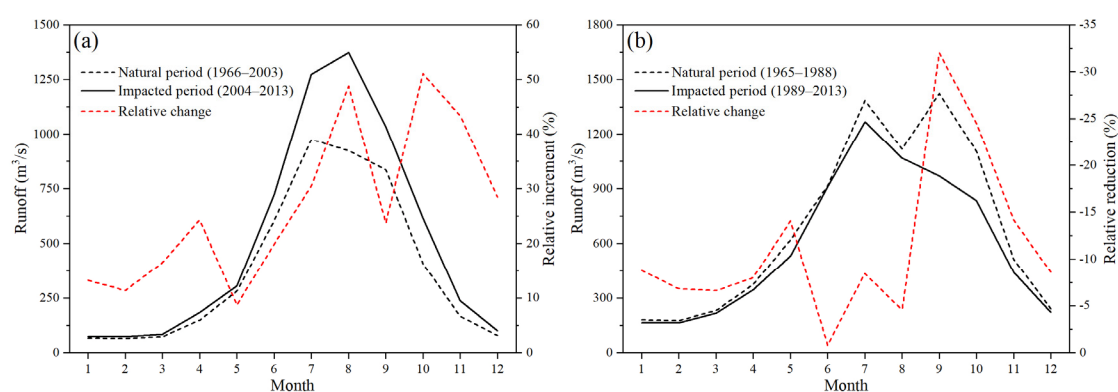 (a)
Runoff (m³/s)
1500
1250
1000
750
500
250
0
60
50
40
30
20
10
0
Relative increment (%)
Natural period (1966–2003)
Impacted period (2004–2013)
Relative change
1 2 3 4 5 6 7 8 9 10 11 12
Month
(b)
Runoff (m³/s)
1800
1500
1200
900
600
300
0
-35
-30
-25
-20
-15
-10
-5
0
Relative reduction (%)
Natural period (1965–1988)
Impacted period (1989–2013)
Relative change
1 2 3 4 5 6 7 8 9 10 11 12
Month